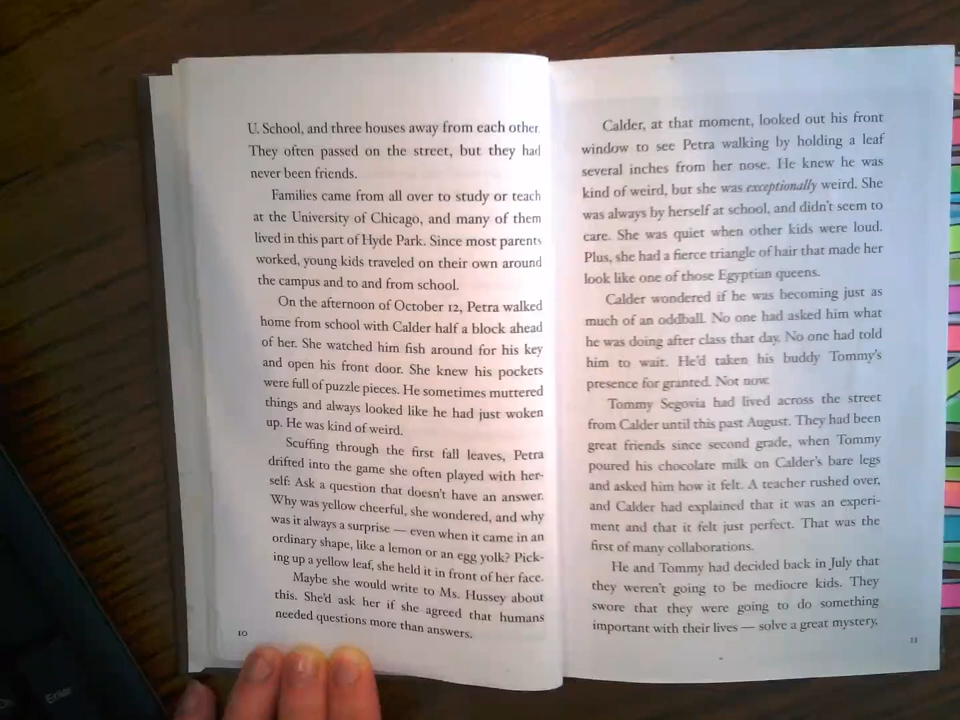 U. School, and three houses away from each other.
They often passed on the street, but they had
never been friends.
Families came from all over to study or teach
at the University of Chicago, and many of them
lived in this part of Hyde Park. Since most parents
worked, young kids traveled on their own around
the campus and to and from school.
On the afternoon of October 12, Petra walked
home from school with Calder half a block ahead
of her. She watched him fish around for his key
and open his front door. She knew his pockets
were full of puzzle pieces. He sometimes muttered
things and always looked like he had just woken
up. He was kind of weird.
Scuffing through the first fall leaves, Petra
drifted into the game she often played with her-
self: Ask a question that doesn't have an answer.
Why was yellow cheerful, she wondered, and why
was it always a surprise — even when it came in an
ordinary shape, like a lemon or an egg yolk? Pick-
ing up a yellow leaf, she held it in front of her face.
Maybe she would write to Ms. Hussey about
this. She'd ask her if she agreed that humans
needed questions more than answers.
10
Calder, at that moment, looked out his front
window to see Petra walking by holding a leaf
several inches from her nose. He knew he was
kind of weird, but she was exceptionally weird. She
was always by herself at school, and didn't seem to
care. She was quiet when other kids were loud.
Plus, she had a fierce triangle of hair that made her
look like one of those Egyptian queens.
Calder wondered if he was becoming just as
much of an oddball. No one had asked him what
he was doing after class that day. No one had told
him to wait. He'd taken his buddy Tommy's
presence for granted. Not now.
Tommy Segovia had lived across the street
from Calder until this past August. They had been
great friends since second grade, when Tommy
poured his chocolate milk on Calder's bare legs
and asked him how it felt. A teacher rushed over,
and Calder had explained that it was an experi-
ment and that it felt just perfect. That was the
first of many collaborations.
He and Tommy had decided back in July that
they weren't going to be mediocre kids. They
swore that they were going to do something
important with their lives — solve a great mystery,
11
Enter